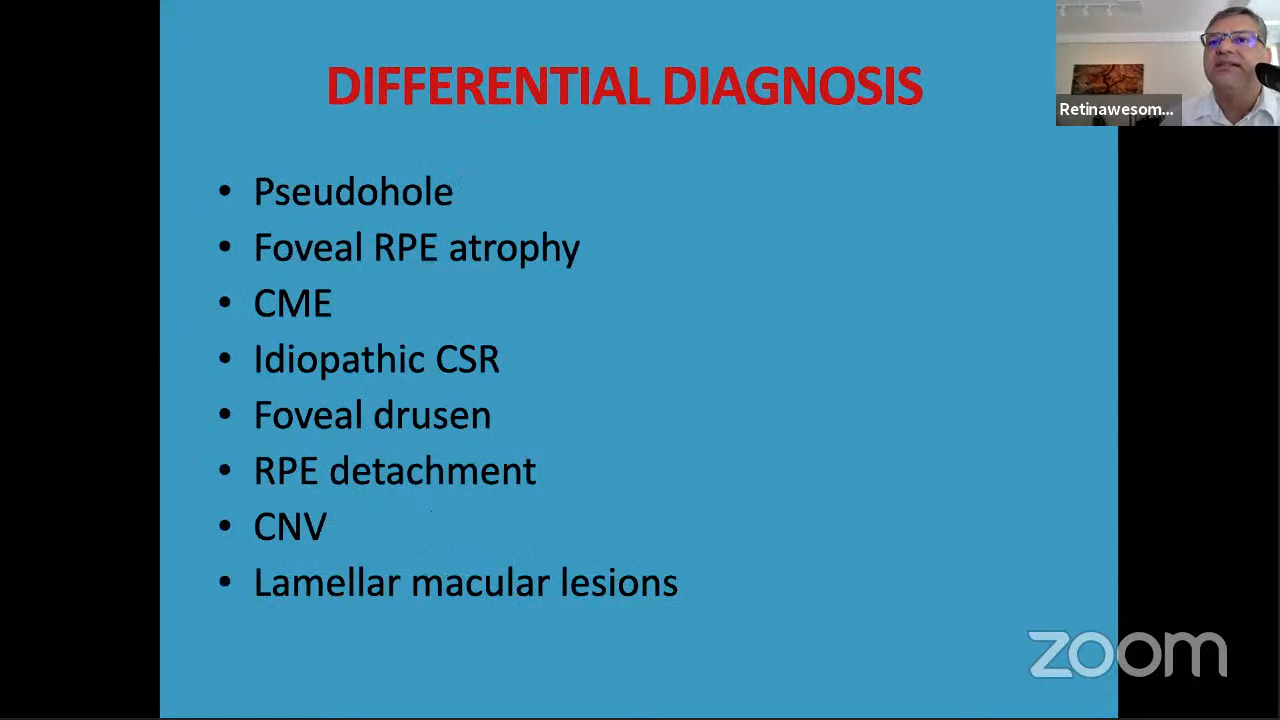 DIFFERENTIAL DIAGNOSIS
Retinawesom...
• Pseudohole
• Foveal RPE atrophy
• CME
• Idiopathic CSR
• Foveal drusen
• RPE detachment
• CNV
• Lamellar macular lesions
zoom